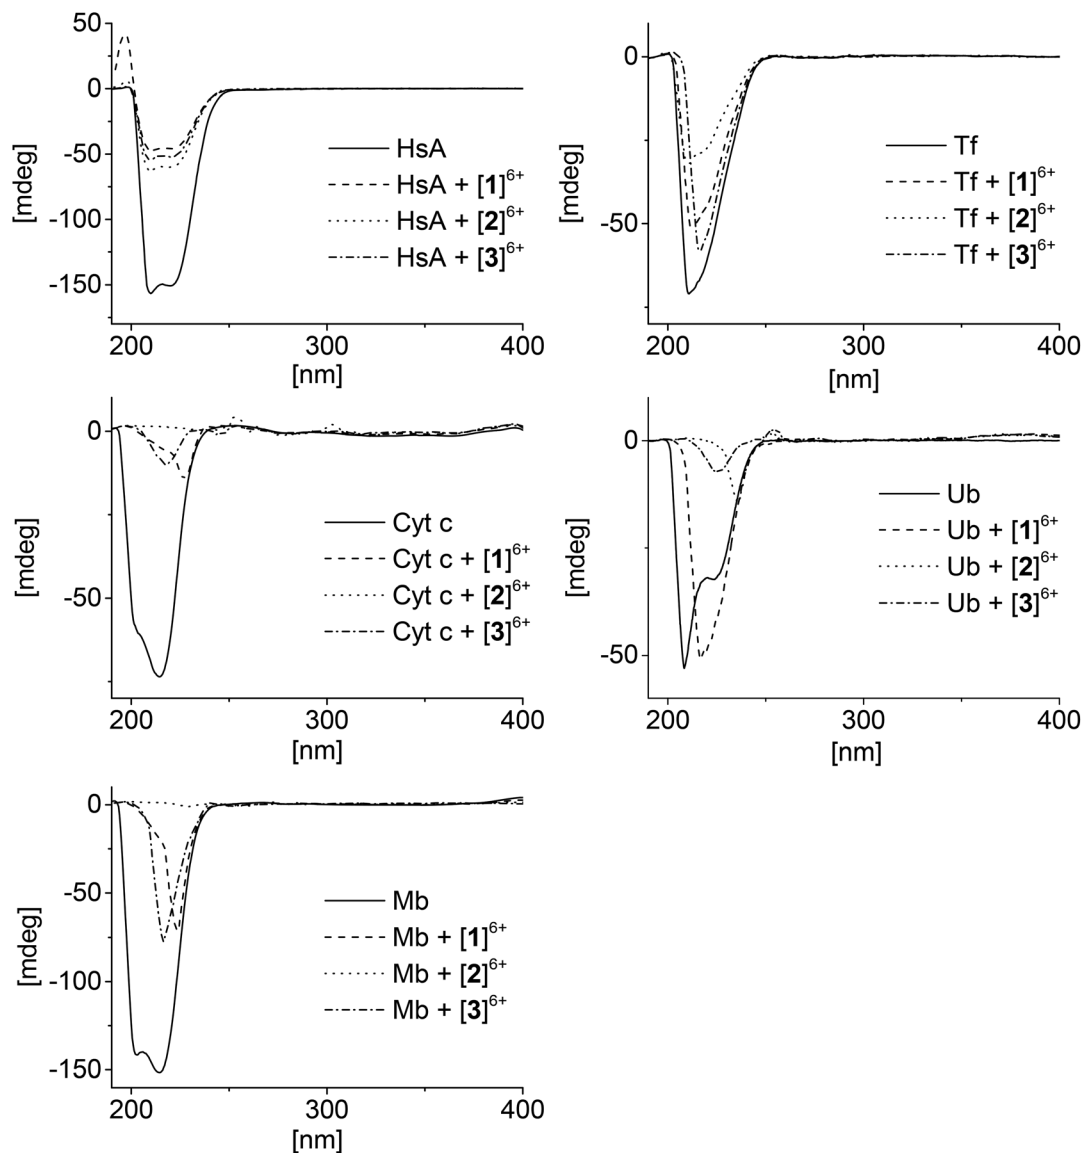 50
0
-50
-100
-150
[mdeg]
200
300
400
[nm]
HsA
HsA + [1]⁶⁺
HsA + [2]⁶⁺
HsA + [3]⁶⁺
0
-50
[mdeg]
200
300
400
[nm]
Tf
Tf + [1]⁶⁺
Tf + [2]⁶⁺
Tf + [3]⁶⁺
0
-50
[mdeg]
200
300
400
[nm]
Cyt c
Cyt c + [1]⁶⁺
Cyt c + [2]⁶⁺
Cyt c + [3]⁶⁺
0
-50
[mdeg]
200
300
400
[nm]
Ub
Ub + [1]⁶⁺
Ub + [2]⁶⁺
Ub + [3]⁶⁺
0
-50
-100
-150
[mdeg]
200
300
400
[nm]
Mb
Mb + [1]⁶⁺
Mb + [2]⁶⁺
Mb + [3]⁶⁺